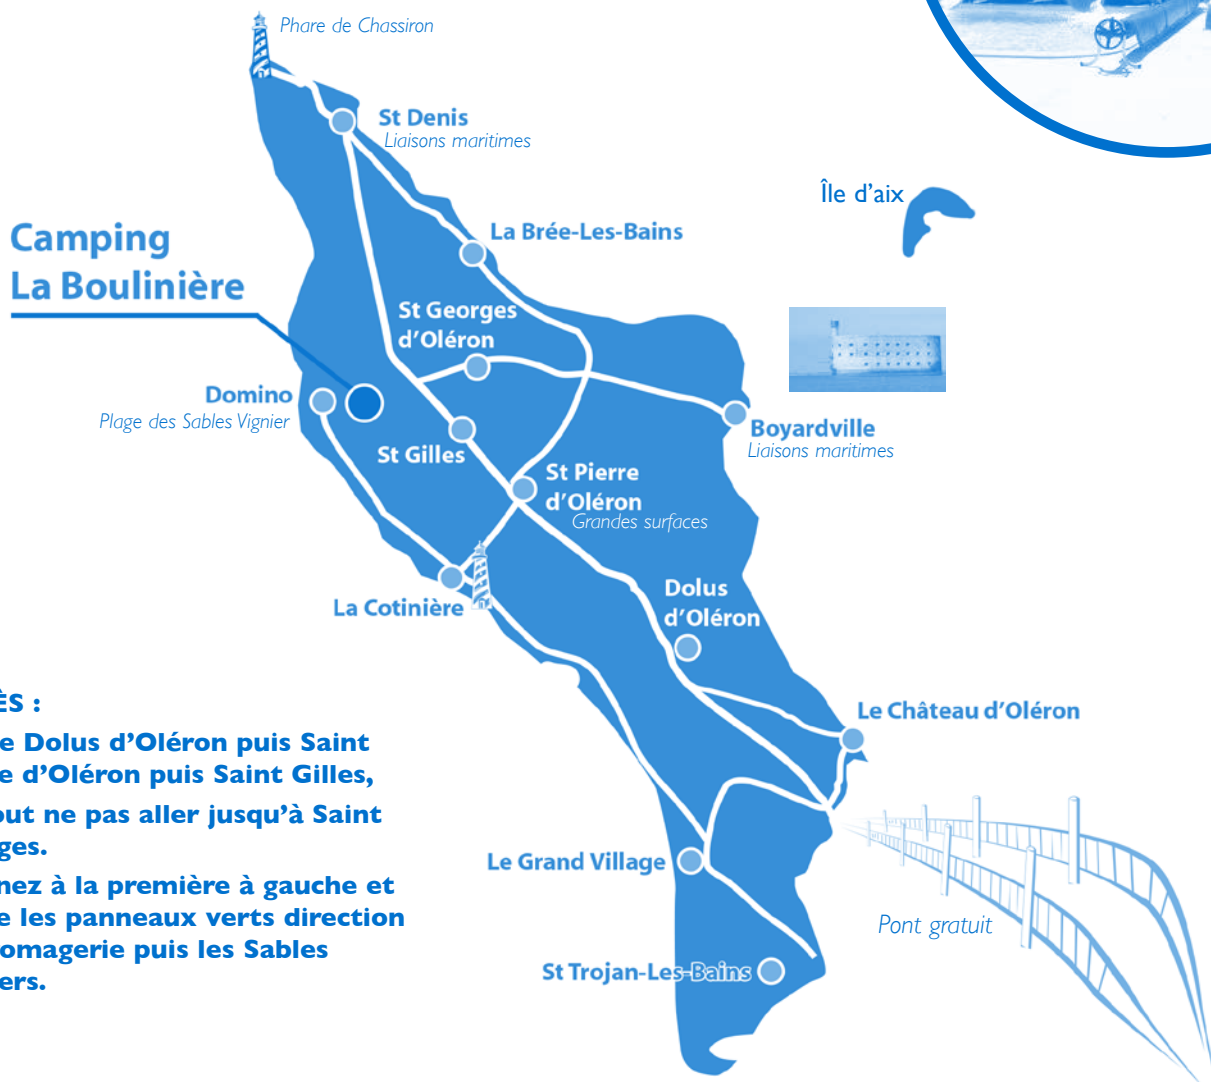 Phare de Chassiron
St Denis
Liaisons maritimes
Île d'aix
Camping
La Boulinière
La Brée-Les-Bains
St Georges
d'Oléron
Domino
Plage des Sables Vignier
Boyardville
Liaisons maritimes
St Gilles
St Pierre
d'Oléron
Grandes surfaces
Dolus
d'Oléron
La Cotinière
Le Château d'Oléron
ÈS :
e Dolus d'Oléron puis Saint
e d'Oléron puis Saint Gilles,
out ne pas aller jusqu'à Saint
ges.
nez à la première à gauche et
e les panneaux verts direction
omagerie puis les Sables
ers.
Le Grand Village
Pont gratuit
St Trojan-Les-Bains